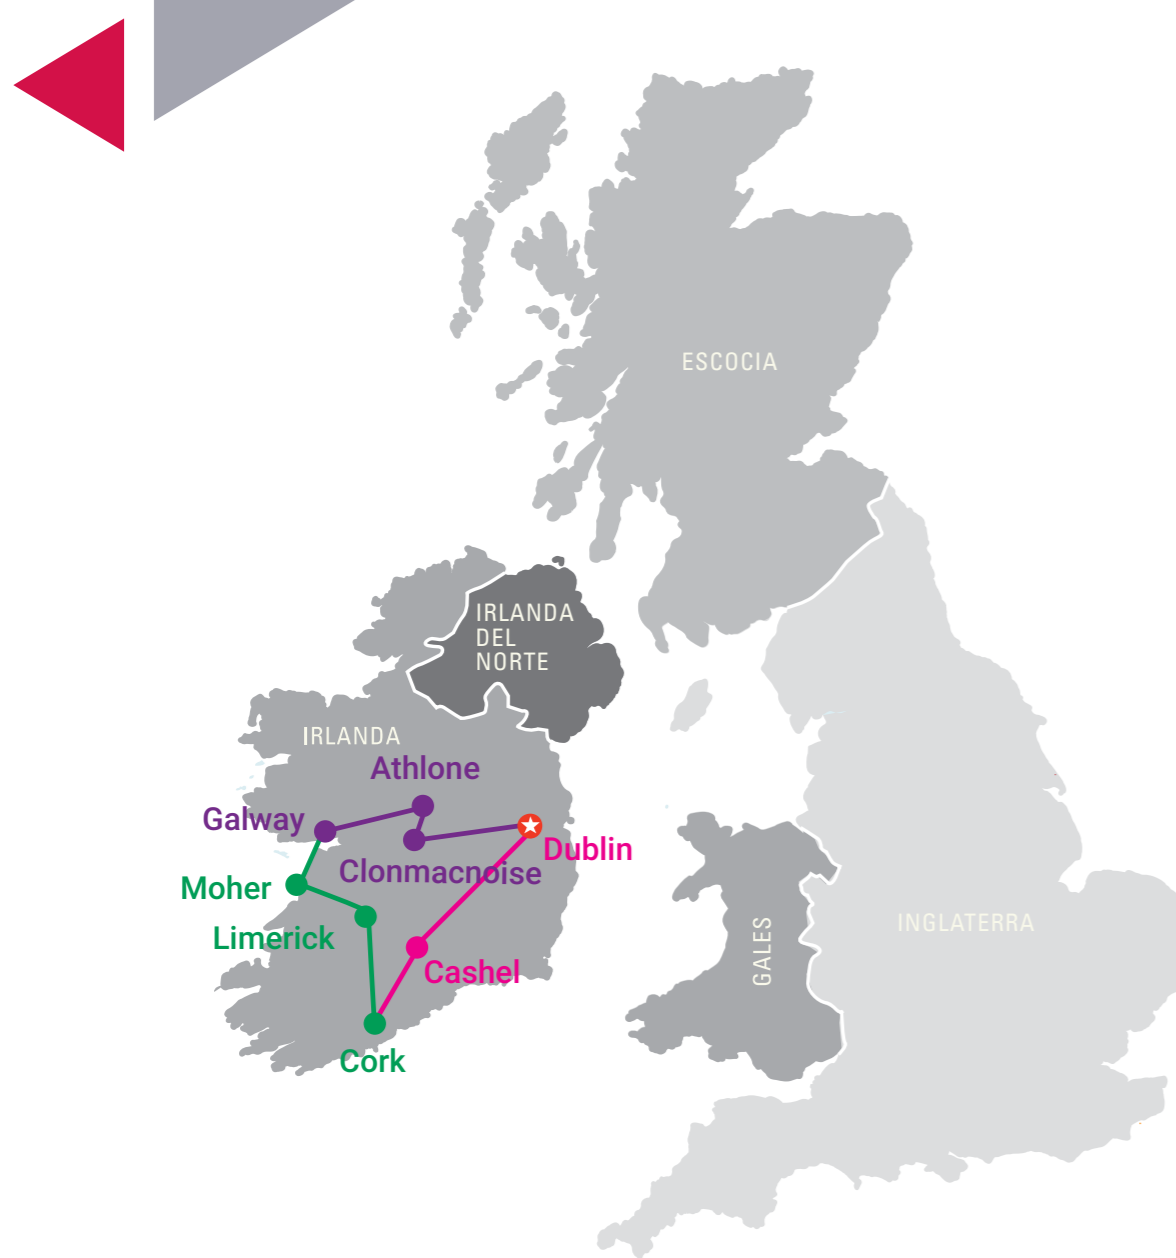 ESCOCIA
IRLANDA
DEL
NORTE
IRLANDA
Athlone
Galway
Dublin
Clonmacnoise
Moher
Limerick
Cashel
Cork
GALES
INGLATERRA